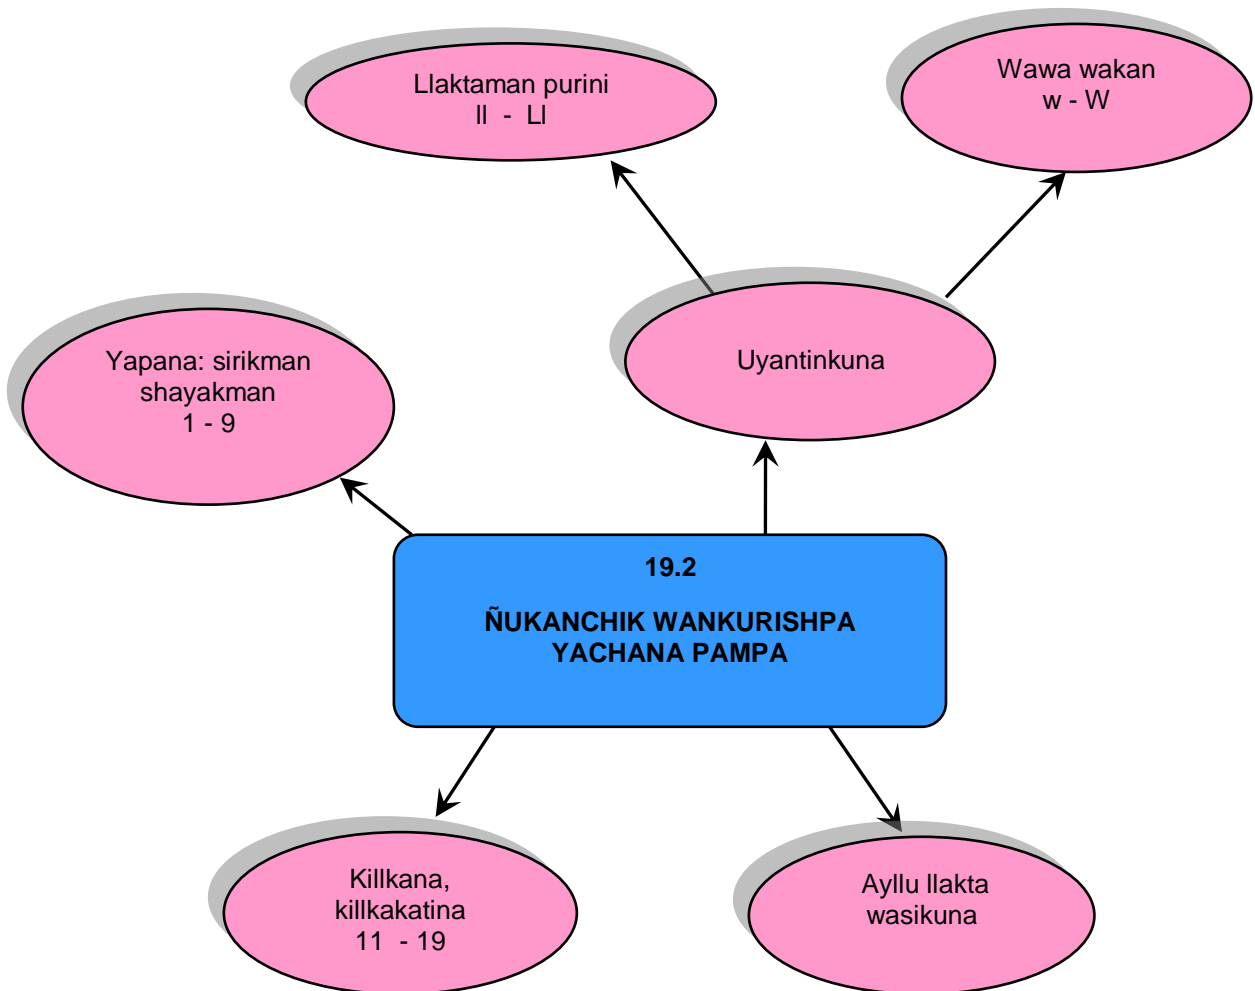 Llaktaman purini
ll - Ll
Wawa wakan
w - W
Yapana: sirikman
shayakman
1 - 9
Uyantinkuna
19.2
ÑUKANCHIK WANKURISHPA
YACHANA PAMPA
Killkana,
killkakatina
11 - 19
Ayllu llakta
wasikuna